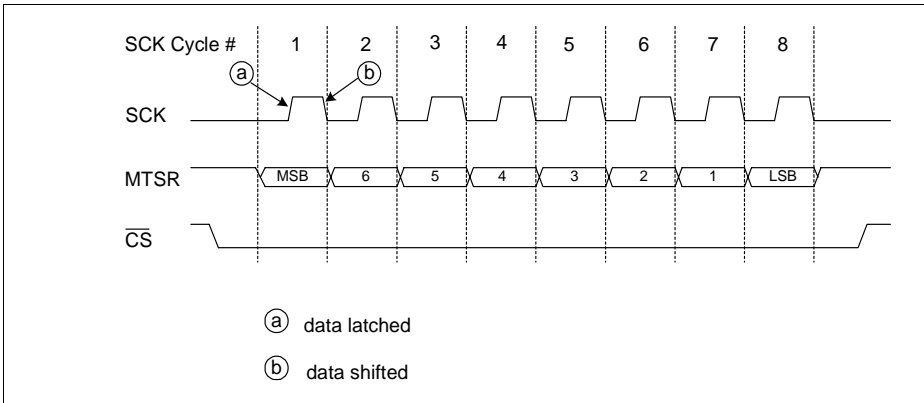 SCK Cycle # 1 2 3 4 5 6 7 8
a b
SCK
MTSR MSB 6 5 4 3 2 1 LSB
CS
a data latched
b data shifted